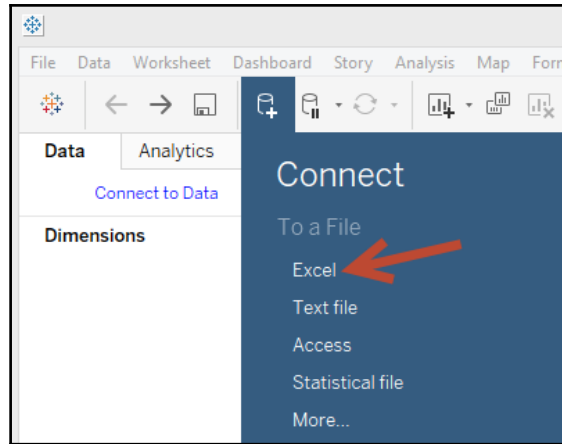 File Data Worksheet Dashboard Story Analysis Map Forr
Data Analytics
Connect to Data
Dimensions
Connect
To a File
Excel
Text file
Access
Statistical file
More...